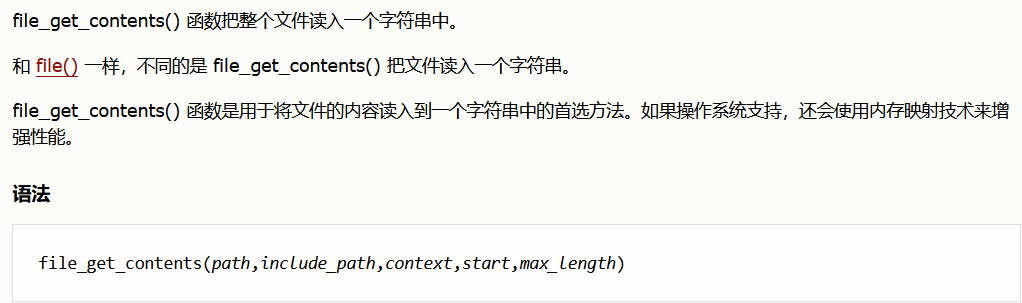 file_get_contents() 函数把整个文件读入一个字符串中。
和 file() 一样，不同的是 file_get_contents() 把文件读入一个字符串。
file_get_contents() 函数是用于将文件的内容读入到一个字符串中的首选方法。如果操作系统支持，还会使用内存映射技术来增
强性能。
语法
file_get_contents(path,include_path,context,start,max_length)